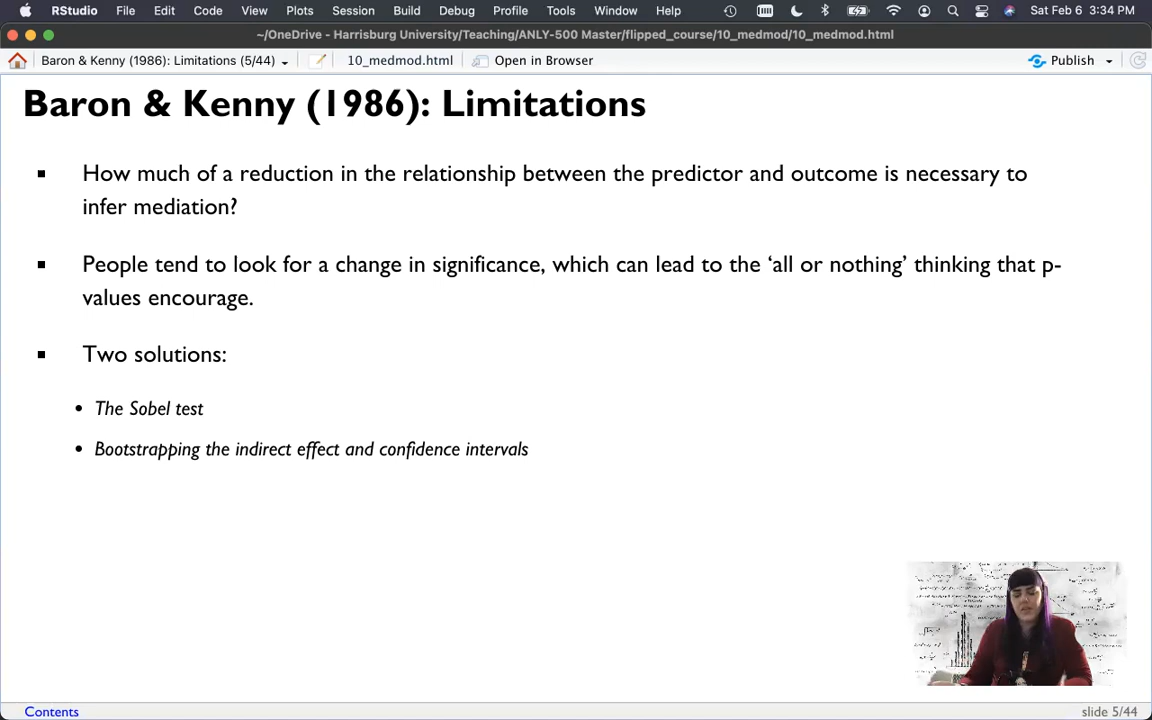 RStudio File Edit Code View Plots Session Build Debug Profile Tools Window Help Sat Feb 6 3:34 PM
~/OneDrive - Harrisburg University/Teaching/ANLY-500 Master/flipped_course/10_medmod/10_medmod.html
Baron & Kenny (1986): Limitations (5/44) 10_medmod.html Open in Browser Publish
Baron & Kenny (1986): Limitations
How much of a reduction in the relationship between the predictor and outcome is necessary to
infer mediation?
People tend to look for a change in significance, which can lead to the ‘all or nothing’ thinking that p-
values encourage.
Two solutions:
The Sobel test
Bootstrapping the indirect effect and confidence intervals
Contents slide 5/44